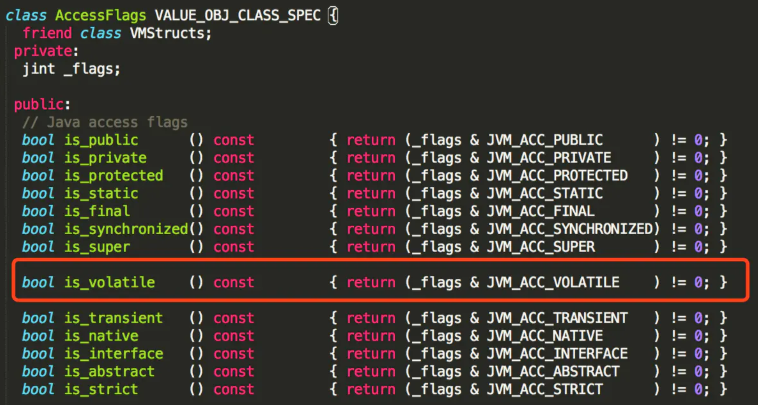 class AccessFlags VALUE_OBJ_CLASS_SPEC {
friend class VMStructs;
private:
jint _flags;
public:
// Java access flags
bool is_public () const { return (_flags & JVM_ACC_PUBLIC ) != 0; }
bool is_private () const { return (_flags & JVM_ACC_PRIVATE ) != 0; }
bool is_protected () const { return (_flags & JVM_ACC_PROTECTED ) != 0; }
bool is_static () const { return (_flags & JVM_ACC_STATIC ) != 0; }
bool is_final () const { return (_flags & JVM_ACC_FINAL ) != 0; }
bool is_synchronized() const { return (_flags & JVM_ACC_SYNCHRONIZED) != 0; }
bool is_super () const { return (_flags & JVM_ACC_SUPER ) != 0; }
bool is_volatile () const { return (_flags & JVM_ACC_VOLATILE ) != 0; }
bool is_transient () const { return (_flags & JVM_ACC_TRANSIENT ) != 0; }
bool is_native () const { return (_flags & JVM_ACC_NATIVE ) != 0; }
bool is_interface () const { return (_flags & JVM_ACC_INTERFACE ) != 0; }
bool is_abstract () const { return (_flags & JVM_ACC_ABSTRACT ) != 0; }
bool is_strict () const { return (_flags & JVM_ACC_STRICT ) != 0; }